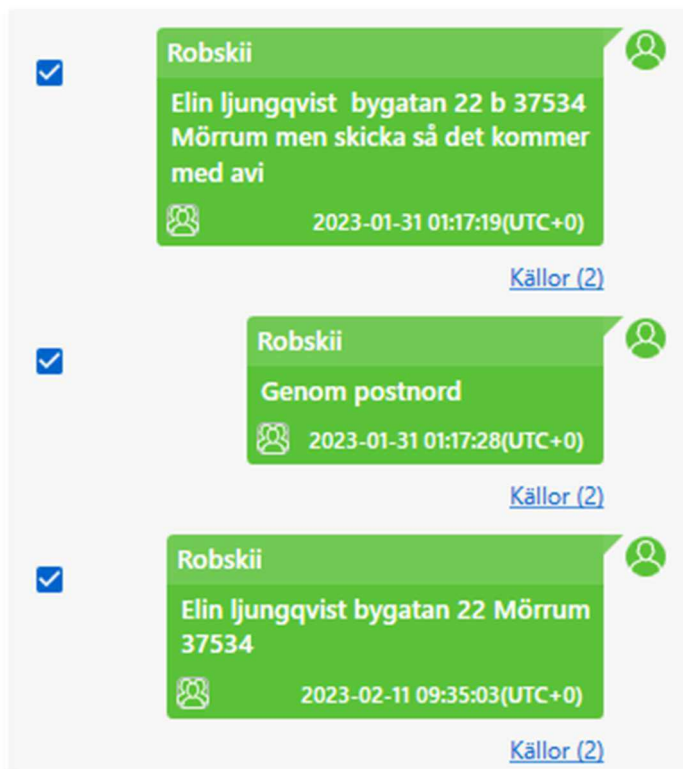 Robskii
Elin ljungqvist bygatan 22 b 37534
Mörrum men skicka så det kommer
med avi
2023-01-31 01:17:19(UTC+0)
Källor (2)
Robskii
Genom postnord
2023-01-31 01:17:28(UTC+0)
Källor (2)
Robskii
Elin ljungqvist bygatan 22 Mörrum
37534
2023-02-11 09:35:03(UTC+0)
Källor (2)